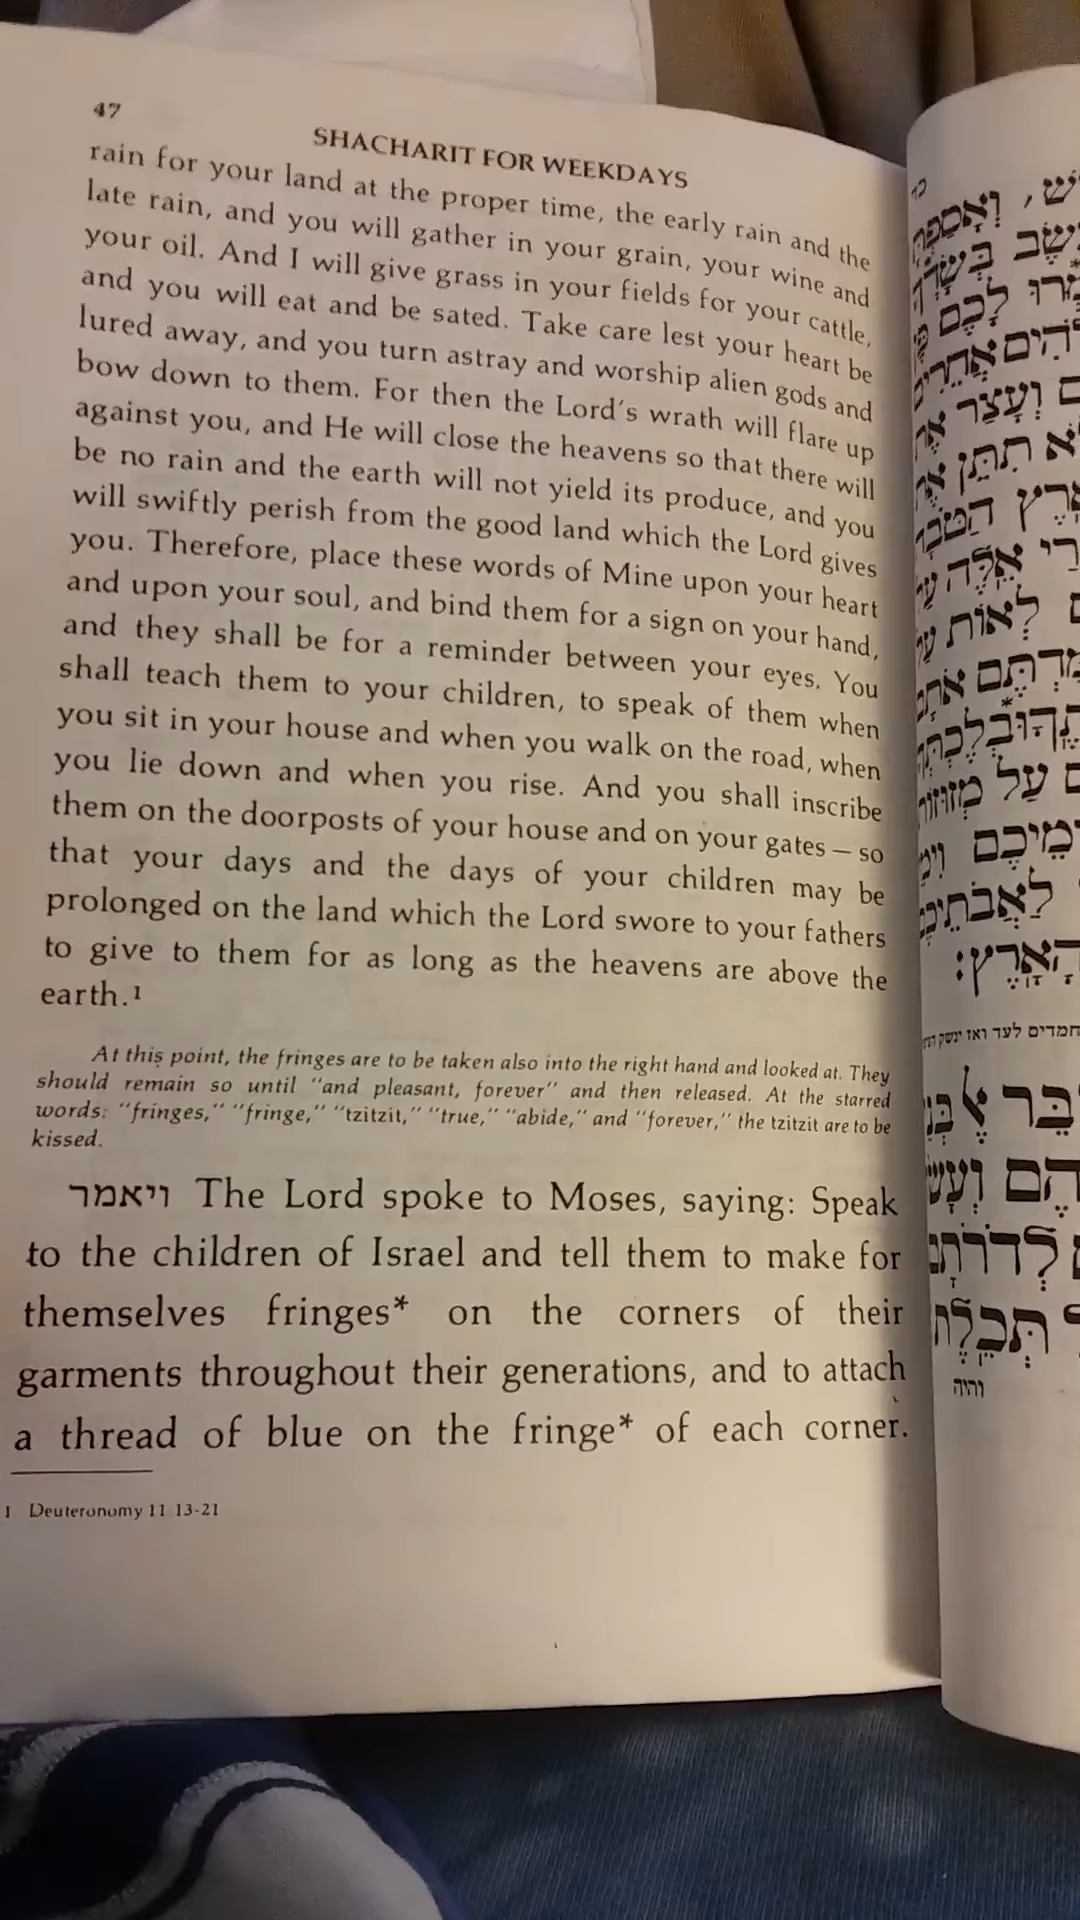 47
SHACHARIT FOR WEEKDAYS
rain for your land at the proper time, the early rain and the
late rain, and you will gather in your grain, your wine and
your oil. And I will give grass in your fields for your cattle,
and you will eat and be sated. Take care lest your heart be
lured away, and you turn astray and worship alien gods and
bow down to them. For then the Lord's wrath will flare up
against you, and He will close the heavens so that there will
be no rain and the earth will not yield its produce, and you
will swiftly perish from the good land which the Lord gives
you. Therefore, place these words of Mine upon your heart
and upon your soul, and bind them for a sign on your hand,
and they shall be for a reminder between your eyes. You
shall teach them to your children, to speak of them when
you sit in your house and when you walk on the road, when
you lie down and when you rise. And you shall inscribe
them on the doorposts of your house and on your gates — so
that your days and the days of your children may be
prolonged on the land which the Lord swore to your fathers
to give to them for as long as the heavens are above the
earth.¹
At this point, the fringes are to be taken also into the right hand and looked at. They
should remain so until "and pleasant, forever" and then released. At the starred
words: "fringes," "fringe," "tzitzit," "true," "abide," and "forever," the tzitzit are to be
kissed.
ויאמר The Lord spoke to Moses, saying: Speak
to the children of Israel and tell them to make for
themselves fringes* on the corners of their
garments throughout their generations, and to attach
a thread of blue on the fringe* of each corner.
1 Deuteronomy 11 13-21
כד
לָכֶם
אֲחֵרִים
וְעָצַר
תִתֵּן
הַטֹּבָה
אֵלֶּה
לְאוֹת
אֹתָם
עַל מְזוּזוֹת
הָאָרֶץ:
חמדים לעד ואז ינשק
לְדֹרֹתָם
תְּכֵלֶת
והיה